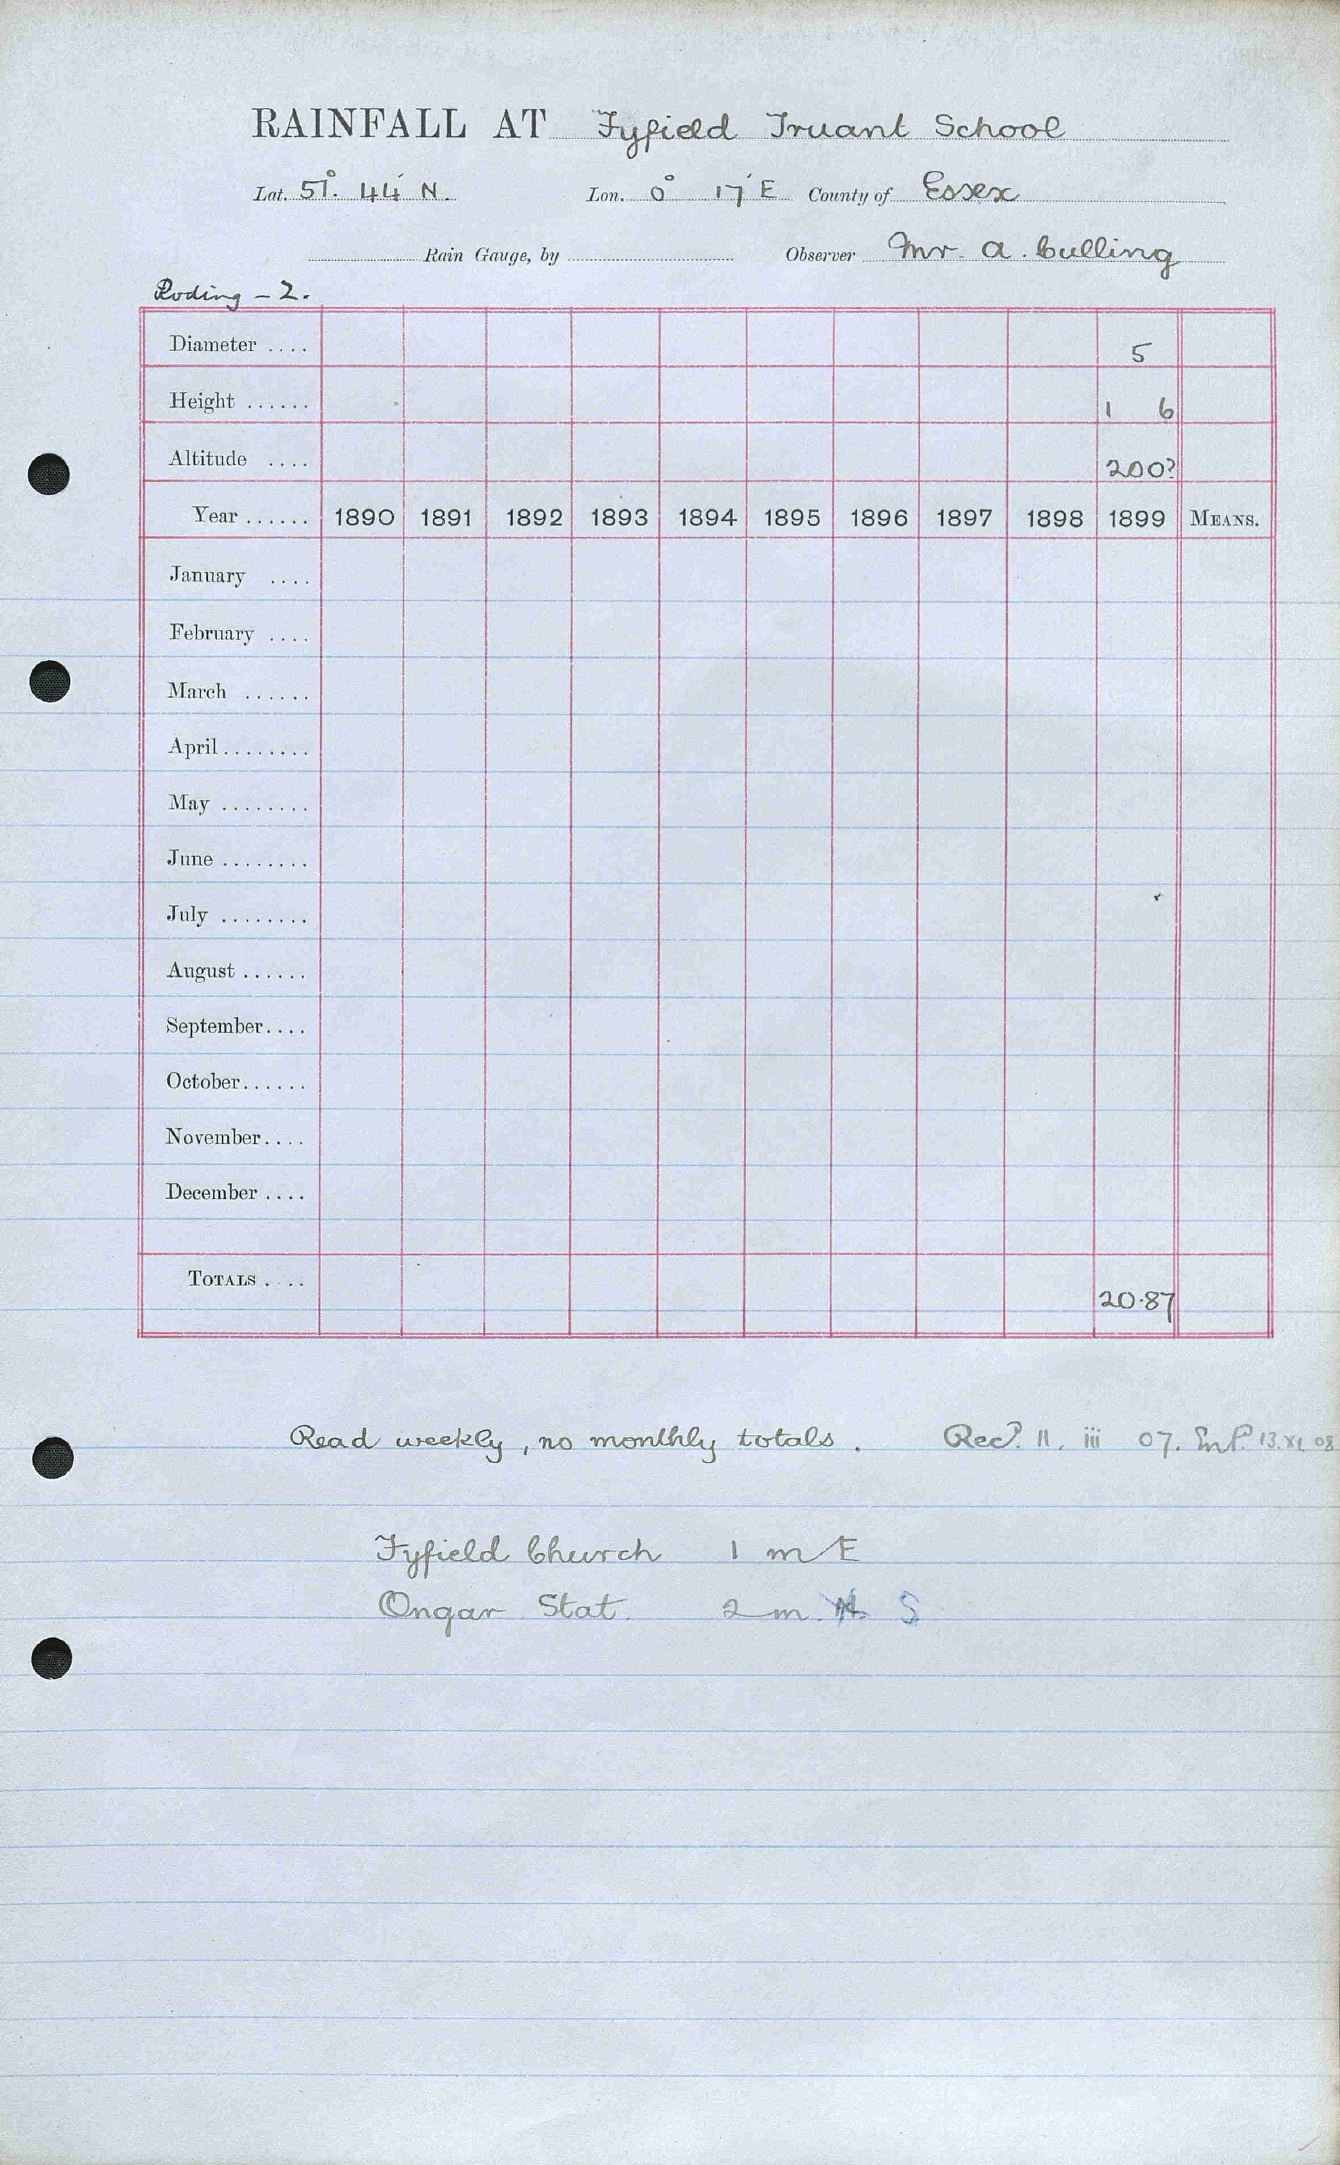 RAINFALL AT Fyfield Truant School
Lat. 51° 44' N. Lon. 0° 17' E County of Essex
Rain Gauge, by Observer Mr. A. Culling
Roding - 2.
Diameter .... 5
Height ...... 1 6
Altitude .... 200?
Year ...... 1890 1891 1892 1893 1894 1895 1896 1897 1898 1899 MEANS.
January ....
February ....
March ......
April ........
May ........
June ........
July ........
August ......
September ....
October ......
November ....
December ....
TOTALS .... 20.87
Read weekly, no monthly totals. Recd. 11. iii 07. 13.XI.08
Fyfield Church 1 m E
Ongar Stat. 2 m. N. S